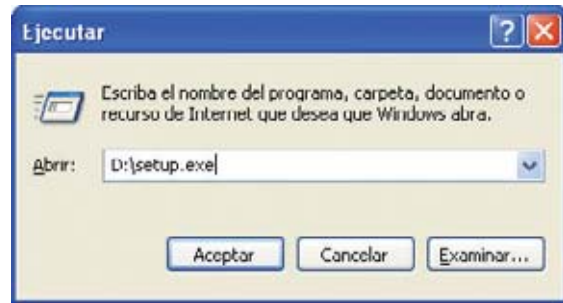 Ejecutar
Escriba el nombre del programa, carpeta, documento o
recurso de Internet que desea que Windows abra.
Abrir: D:\setup.exe
Aceptar Cancelar Examinar...